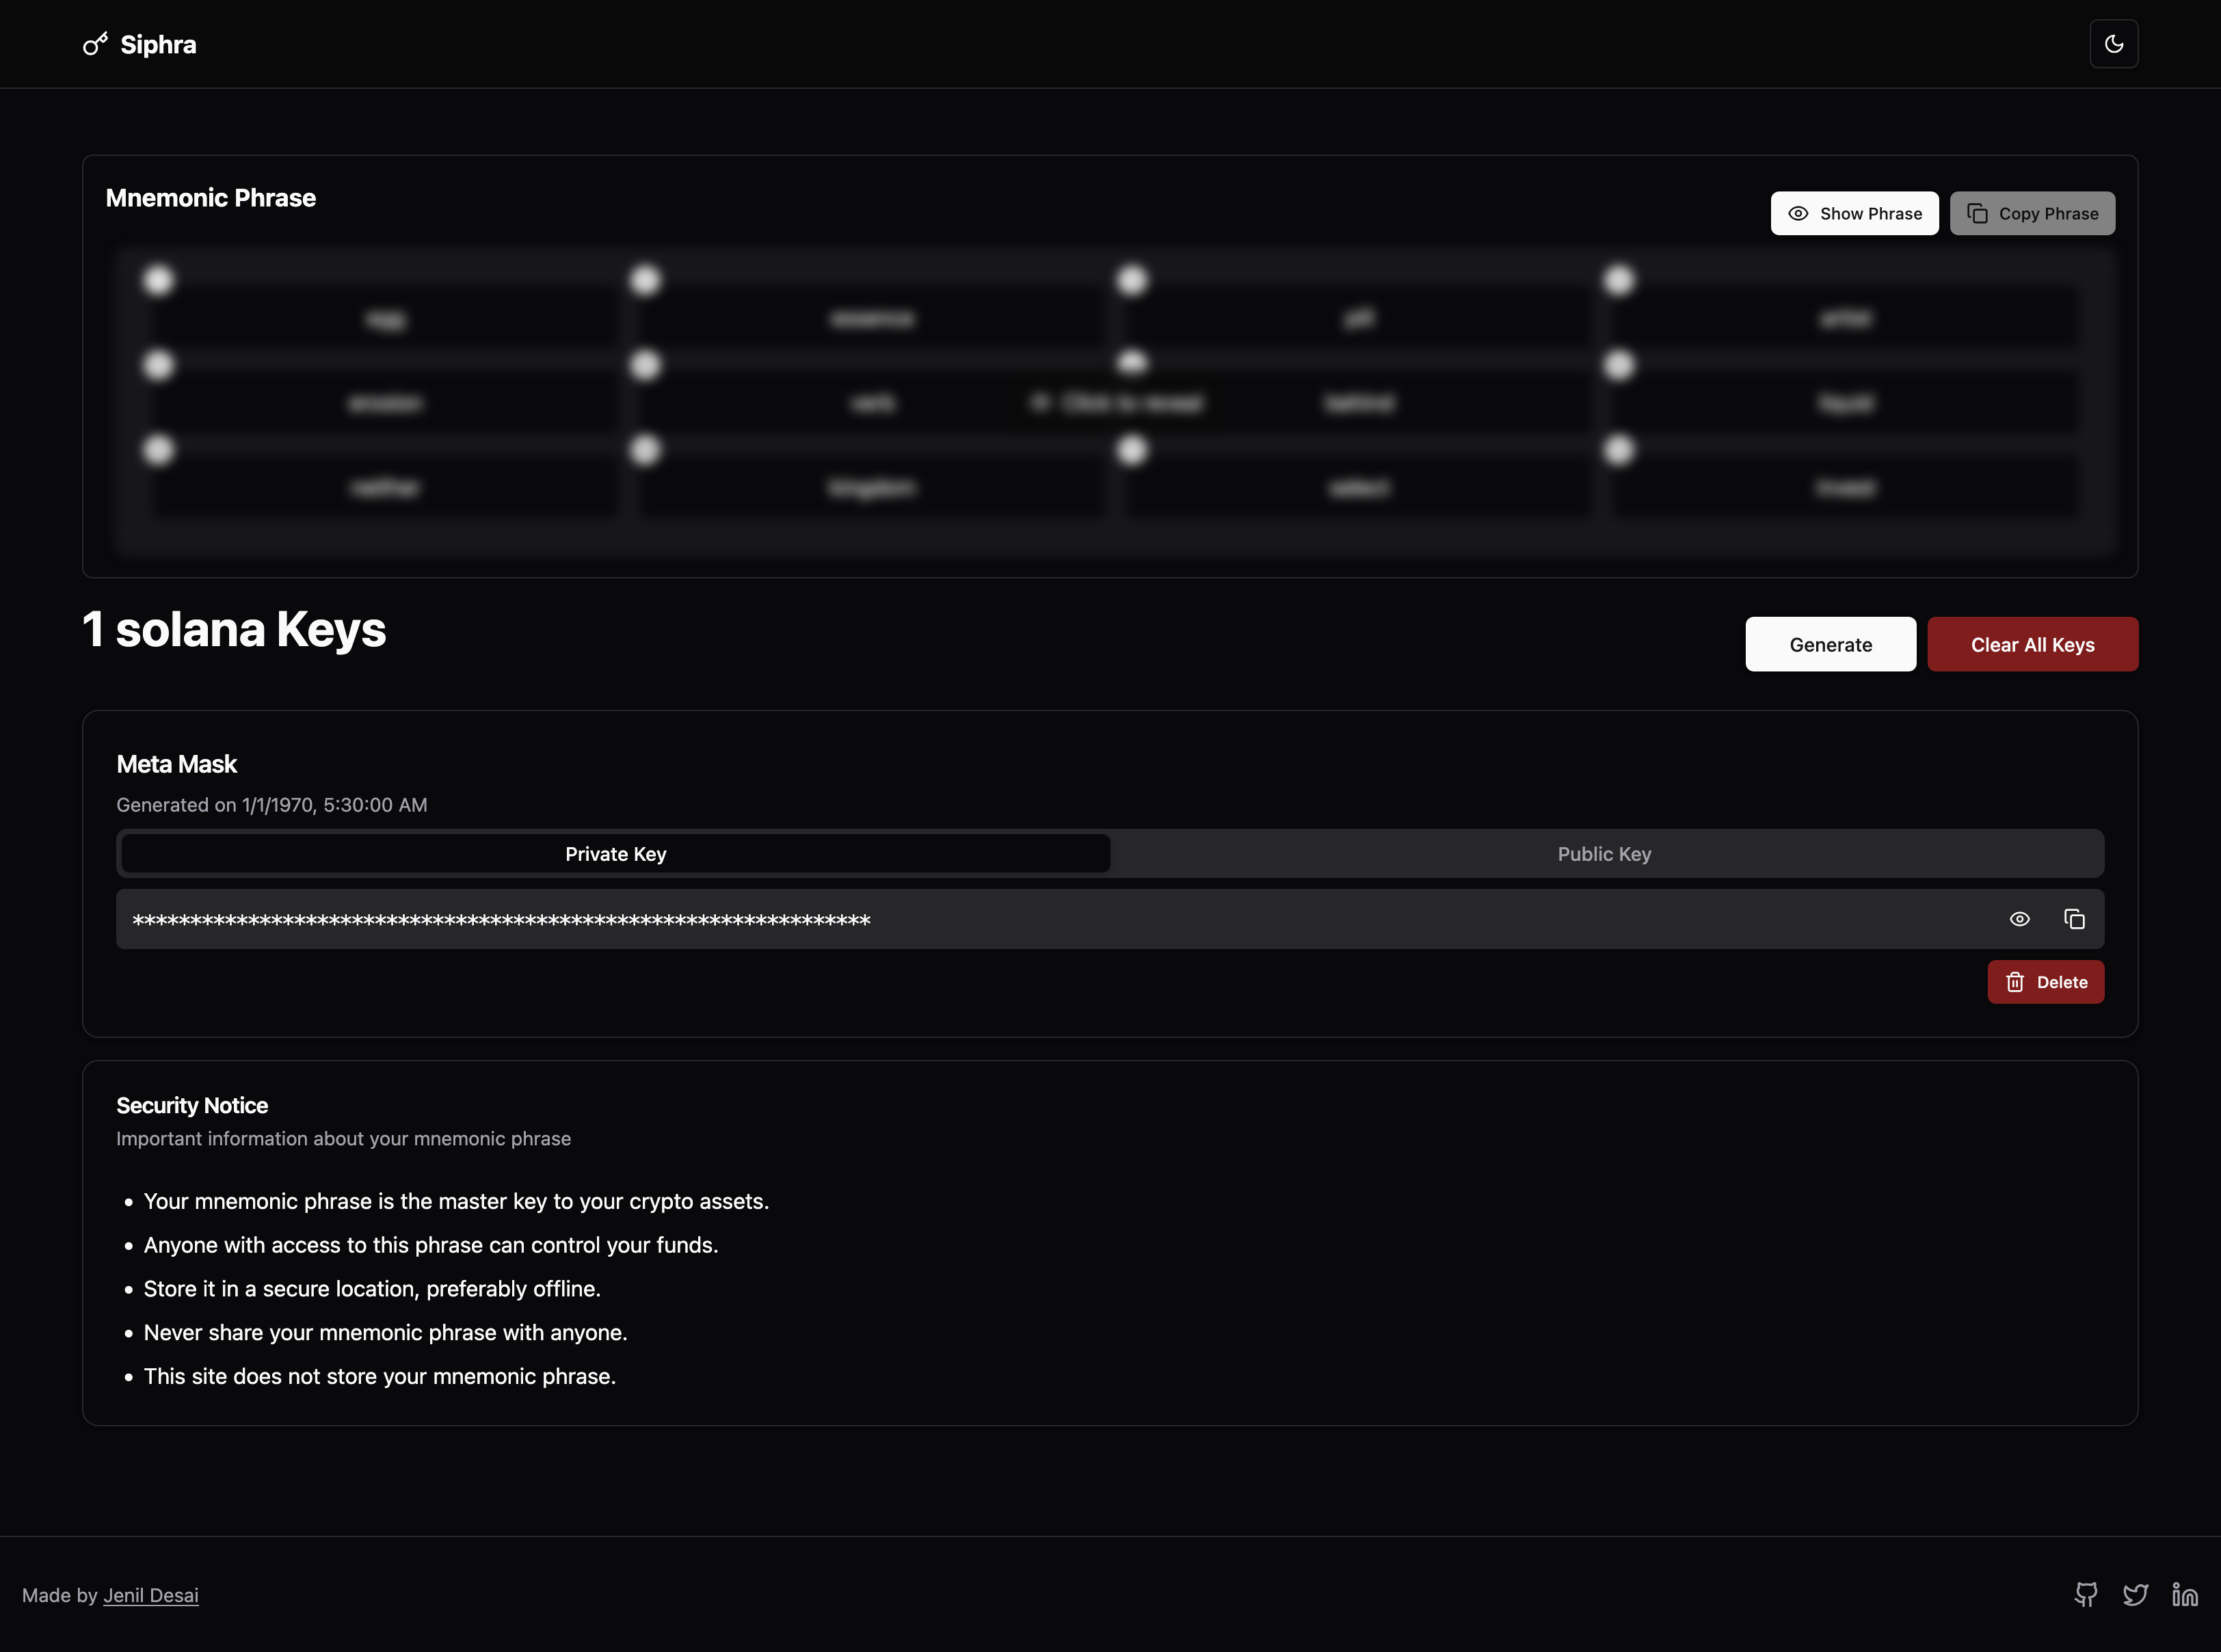 Siphra
Mnemonic Phrase
Show Phrase
Copy Phrase
Click to reveal
1 solana Keys
Generate
Clear All Keys
Meta Mask
Generated on 1/1/1970, 5:30:00 AM
Private Key
Public Key
****************************************************************
Delete
Security Notice
Important information about your mnemonic phrase
• Your mnemonic phrase is the master key to your crypto assets.
• Anyone with access to this phrase can control your funds.
• Store it in a secure location, preferably offline.
• Never share your mnemonic phrase with anyone.
• This site does not store your mnemonic phrase.
Made by Jenil Desai